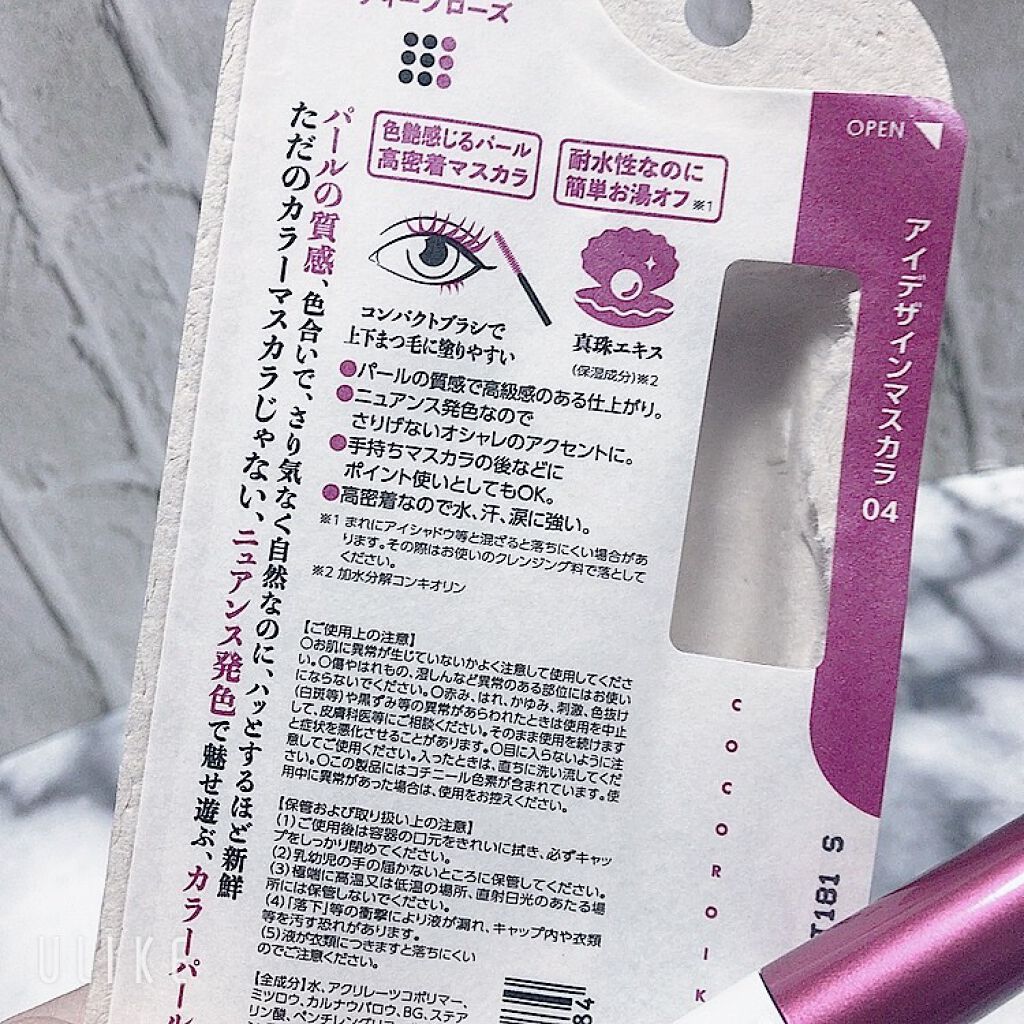 ディープローズ
パールの質感、色合いで、さり気なく自然なのに、ハッとするほど新鮮
ただのカラーマスカラじゃない、ニュアンス発色で魅せ遊ぶ、カラーパール
色艶感じるパール
高密着マスカラ
耐水性なのに
簡単お湯オフ※1
コンパクトブラシで
上下まつ毛に塗りやすい
真珠エキス
(保湿成分)※2
●パールの質感で高級感のある仕上がり。
●ニュアンス発色なので
さりげないオシャレのアクセントに。
●手持ちマスカラの後などに
ポイント使いとしてもOK。
●高密着なので水、汗、涙に強い。
※1 まれにアイシャドウ等と混ざると落ちにくい場合があ
ります。その際はお使いのクレンジング料で落として
ください。
※2 加水分解コンキオリン
【ご使用上の注意】
○お肌に異常が生じていないかよく注意して使用してくださ
い。○傷やはれもの、湿しんなど異常のある部位にはお使い
にならないでください。○赤み、はれ、かゆみ、刺激、色抜け
(白斑等)や黒ずみ等の異常があらわれたときは使用を中止
して、皮膚科医等にご相談ください。そのまま使用を続けます
と症状を悪化させることがあります。○目に入らないように注
意してご使用ください。入ったときは、直ちに洗い流してくだ
さい。○この製品にはコチニール色素が含まれています。使
用中に異常があった場合は、使用をお控えください。
【保管および取り扱い上の注意】
(1)ご使用後は容器の口元をきれいに拭き、必ずキャッ
プをしっかり閉めてください。
(2)乳幼児の手の届かないところに保管してください。
(3)極端に高温又は低温の場所、直射日光のあたる場
所には保管しないでください。
(4)「落下」等の衝撃により液が漏れ、キャップ内や衣類
等を汚す恐れがあります。
(5)液が衣類につきますと落ちにくい
のでご注意ください。
【全成分】水、アクリレーツコポリマー、
ミツロウ、カルナウバロウ、BG、ステア
リン酸、ペンチレングリコ
OPEN
アイデザインマスカラ 04
COCOROIK
T181 S
84
ULIKA